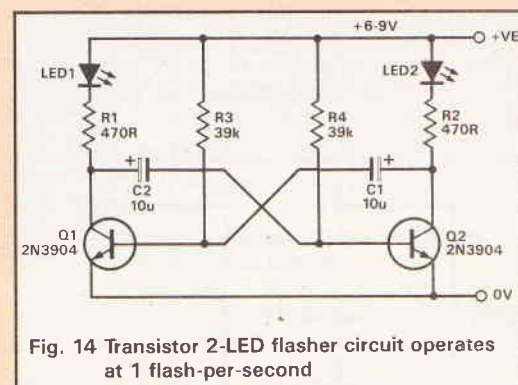 +6-9V
+VE
LED1
LED2
R1
470R
R3
39k
R4
39k
R2
470R
+
C2
10u
+
C1
10u
Q1
2N3904
Q2
2N3904
0V
Fig. 14 Transistor 2-LED flasher circuit operates
at 1 flash-per-second